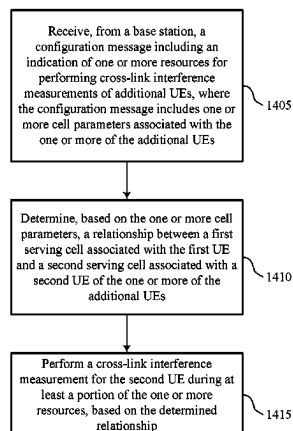 Receive, from a base station, a
configuration message including an
indication of one or more resources for
performing cross-link interference
measurements of additional UEs, where
the configuration message includes one or
more cell parameters associated with the
one or more of the additional UEs
1405
Determine, based on the one or more cell
parameters, a relationship between a first
serving cell associated with the first UE
and a second serving cell associated with a
second UE of the one or more of the
additional UEs
1410
Perform a cross-link interference
measurement for the second UE during at
least a portion of the one or more
resources, based on the determined
relationship
1415